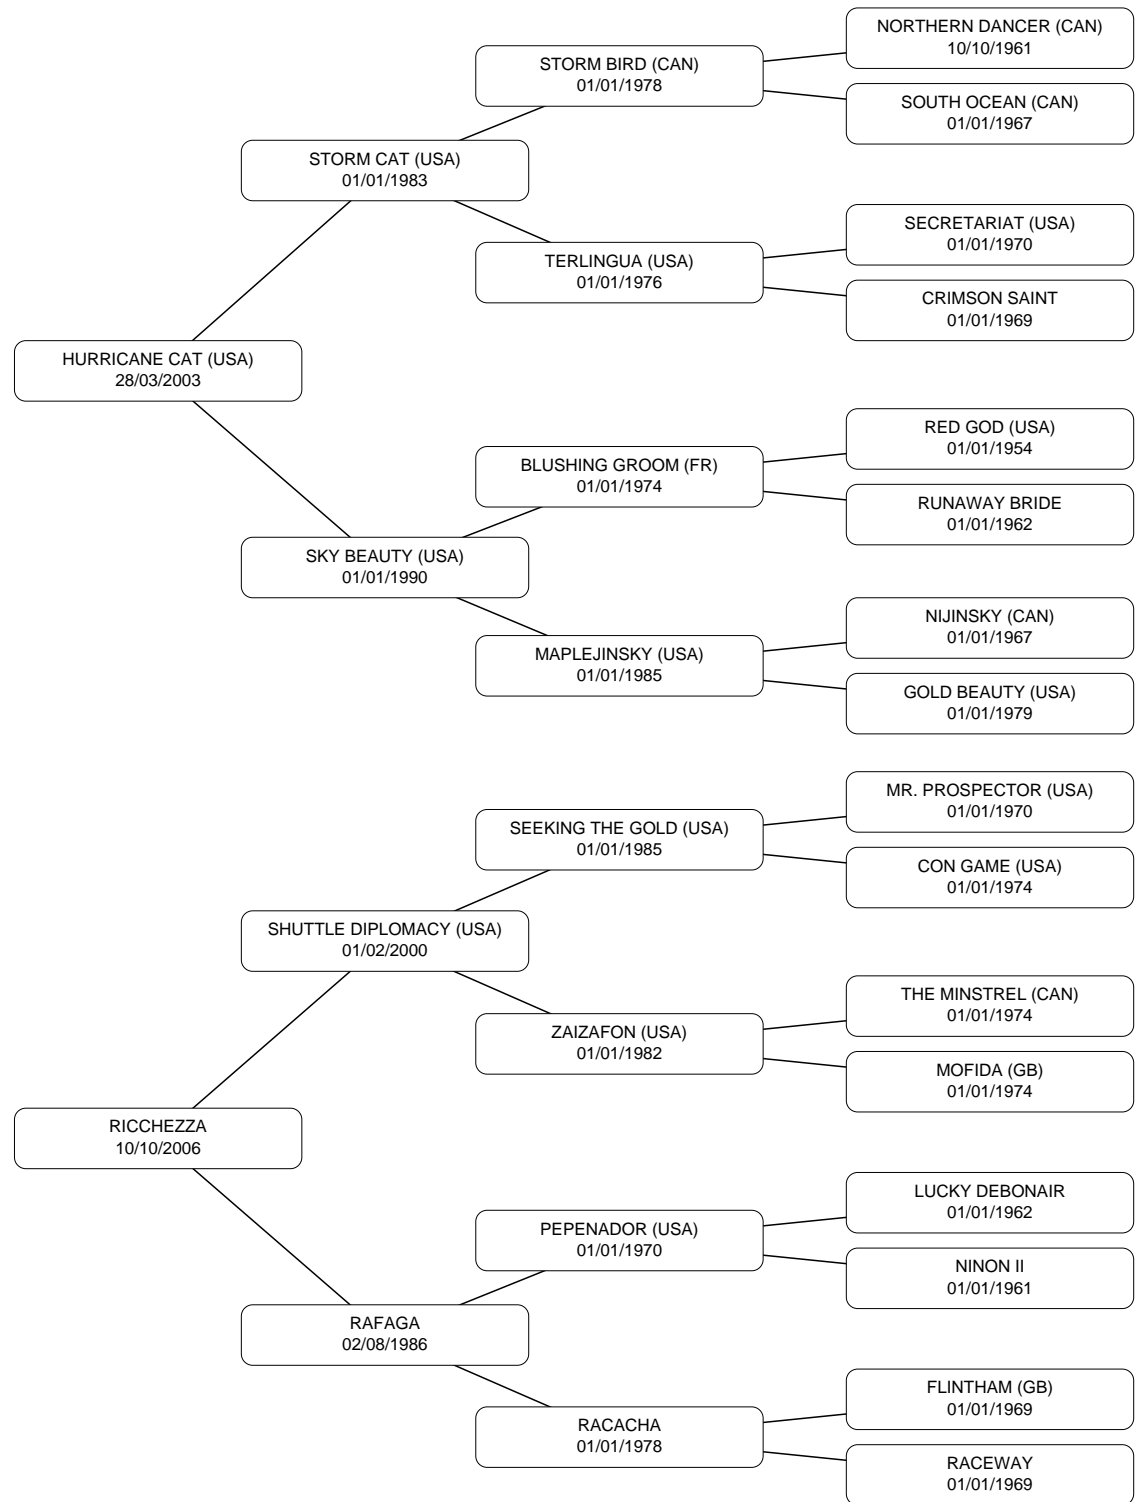 NORTHERN DANCER (CAN)
10/10/1961
STORM BIRD (CAN)
01/01/1978
SOUTH OCEAN (CAN)
01/01/1967
STORM CAT (USA)
01/01/1983
SECRETARIAT (USA)
01/01/1970
TERLINGUA (USA)
01/01/1976
CRIMSON SAINT
01/01/1969
HURRICANE CAT (USA)
28/03/2003
RED GOD (USA)
01/01/1954
BLUSHING GROOM (FR)
01/01/1974
RUNAWAY BRIDE
01/01/1962
SKY BEAUTY (USA)
01/01/1990
NIJINSKY (CAN)
01/01/1967
MAPLEJINSKY (USA)
01/01/1985
GOLD BEAUTY (USA)
01/01/1979
MR. PROSPECTOR (USA)
01/01/1970
SEEKING THE GOLD (USA)
01/01/1985
CON GAME (USA)
01/01/1974
SHUTTLE DIPLOMACY (USA)
01/02/2000
THE MINSTREL (CAN)
01/01/1974
ZAIZAFON (USA)
01/01/1982
MOFIDA (GB)
01/01/1974
RICCHEZZA
10/10/2006
LUCKY DEBONAIR
01/01/1962
PEPENADOR (USA)
01/01/1970
NINON II
01/01/1961
RAFAGA
02/08/1986
FLINTHAM (GB)
01/01/1969
RACACHA
01/01/1978
RACEWAY
01/01/1969